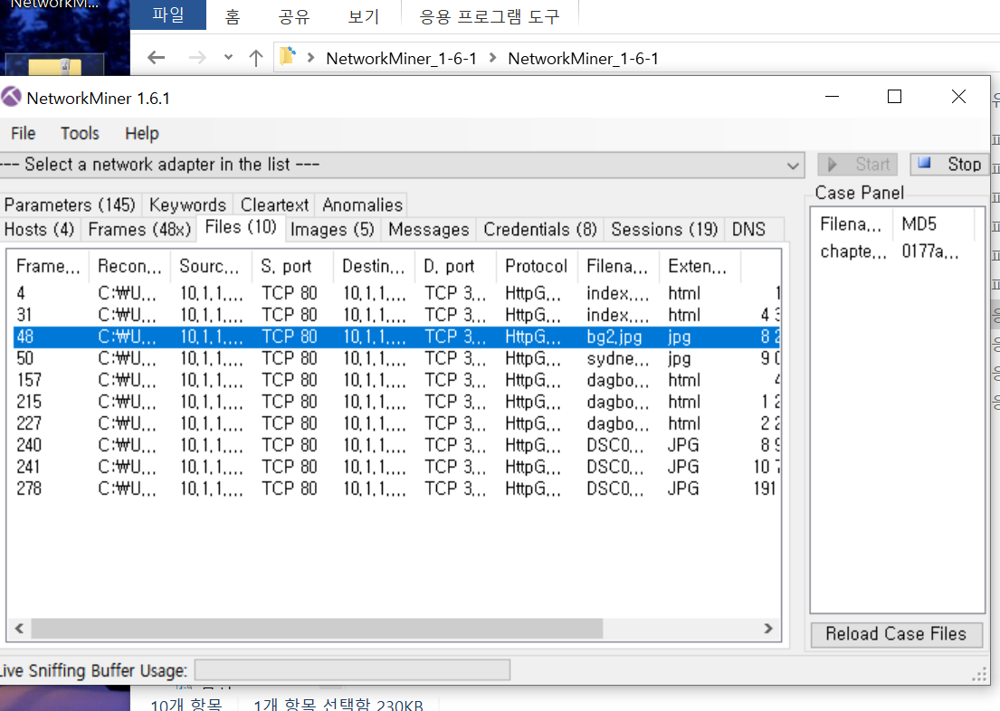 NetworkM...
파일 홈 공유 보기 응용 프로그램 도구
NetworkMiner_1-6-1 NetworkMiner_1-6-1
NetworkMiner 1.6.1
File Tools Help
--- Select a network adapter in the list ---
Start Stop
Parameters (145) Keywords Cleartext Anomalies
Hosts (4) Frames (48x) Files (10) Images (5) Messages Credentials (8) Sessions (19) DNS
Case Panel
Frame... Recon... Sourc... S. port Destin... D. port Protocol Filena... Exten...
4 C:₩U... 10.1.1.... TCP 80 10.1.1.... TCP 3... HttpG... index.... html 1
31 C:₩U... 10.1.1.... TCP 80 10.1.1.... TCP 3... HttpG... index.... html 4 3
48 C:₩U... 10.1.1.... TCP 80 10.1.1.... TCP 3... HttpG... bg2.jpg jpg 8 2
50 C:₩U... 10.1.1.... TCP 80 10.1.1.... TCP 3... HttpG... sydne... jpg 9 0
157 C:₩U... 10.1.1.... TCP 80 10.1.1.... TCP 3... HttpG... dagbo... html 4
215 C:₩U... 10.1.1.... TCP 80 10.1.1.... TCP 3... HttpG... dagbo... html 1 2
227 C:₩U... 10.1.1.... TCP 80 10.1.1.... TCP 3... HttpG... dagbo... html 2 2
240 C:₩U... 10.1.1.... TCP 80 10.1.1.... TCP 3... HttpG... DSC0... JPG 8 9
241 C:₩U... 10.1.1.... TCP 80 10.1.1.... TCP 3... HttpG... DSC0... JPG 10 7
278 C:₩U... 10.1.1.... TCP 80 10.1.1.... TCP 3... HttpG... DSC0... JPG 191
Filena... MD5
chapte... 0177a...
Reload Case Files
Live Sniffing Buffer Usage:
10개 항목 1개 항목 선택함 230KB